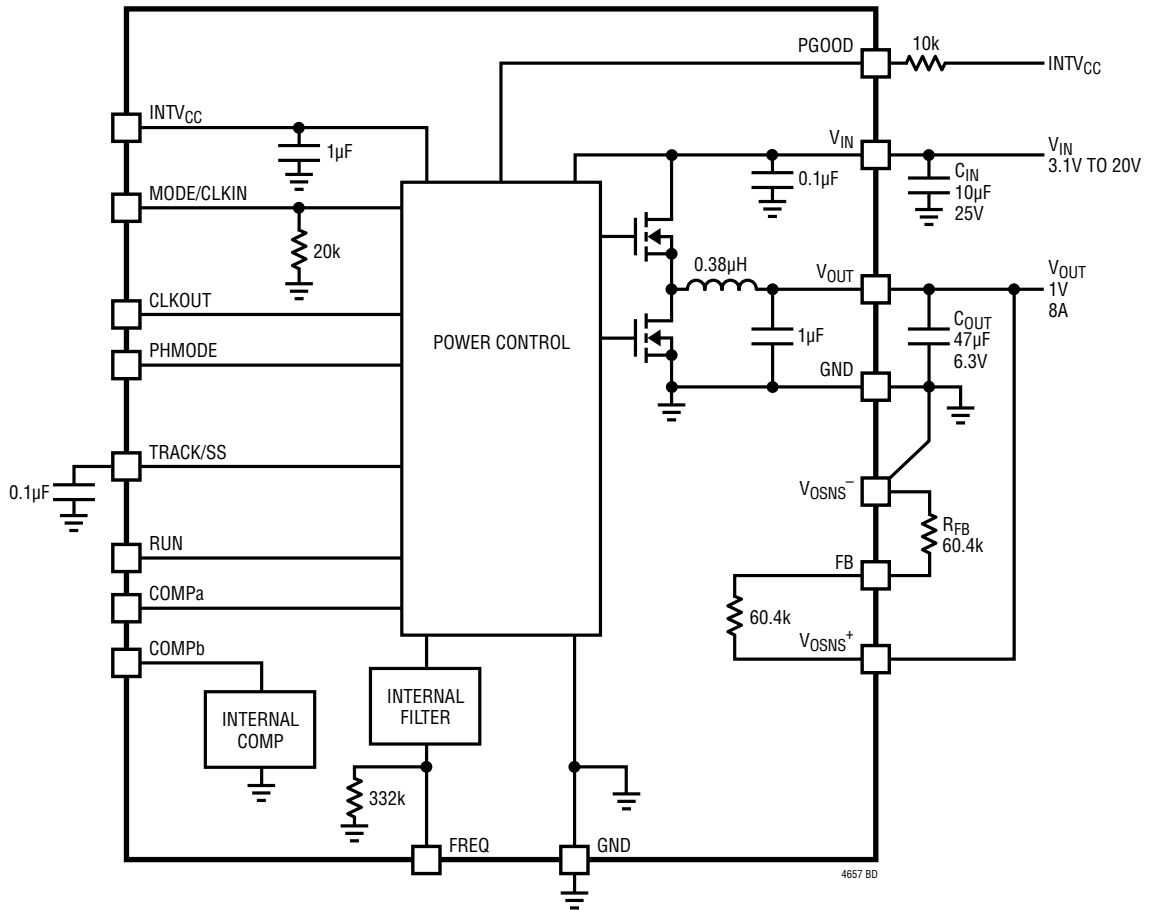 PGOOD
10k
INTVCC
INTVCC
1µF
VIN
VIN
3.1V TO 20V
0.1µF
CIN
10µF
25V
MODE/CLKIN
20k
0.38µH
VOUT
VOUT
1V
8A
CLKOUT
PHMODE
POWER CONTROL
1µF
COUT
47µF
6.3V
GND
TRACK/SS
0.1µF
VOSNS–
RFB
60.4k
RUN
FB
COMPa
60.4k
COMPb
VOSNS+
INTERNAL
COMP
INTERNAL
FILTER
332k
FREQ
GND
4657 BD